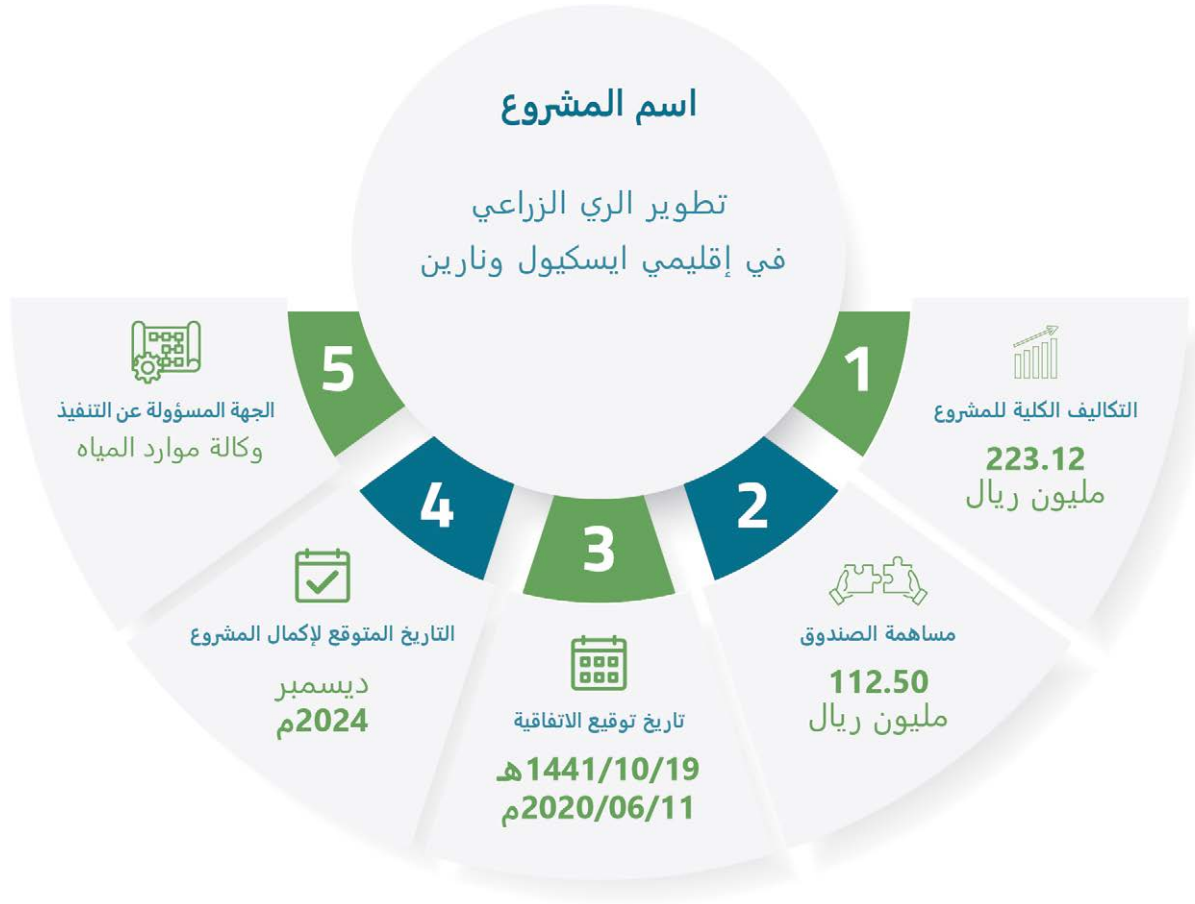 اسم المشروع
تطوير الري الزراعي
في إقليمي ايسكيول ونارين
1
التكاليف الكلية للمشروع
223.12
مليون ريال
2
مساهمة الصندوق
112.50
مليون ريال
3
تاريخ توقيع الاتفاقية
1441/10/19هـ
2020/06/11م
4
التاريخ المتوقع لإكمال المشروع
ديسمبر
2024م
5
الجهة المسؤولة عن التنفيذ
وكالة موارد المياه